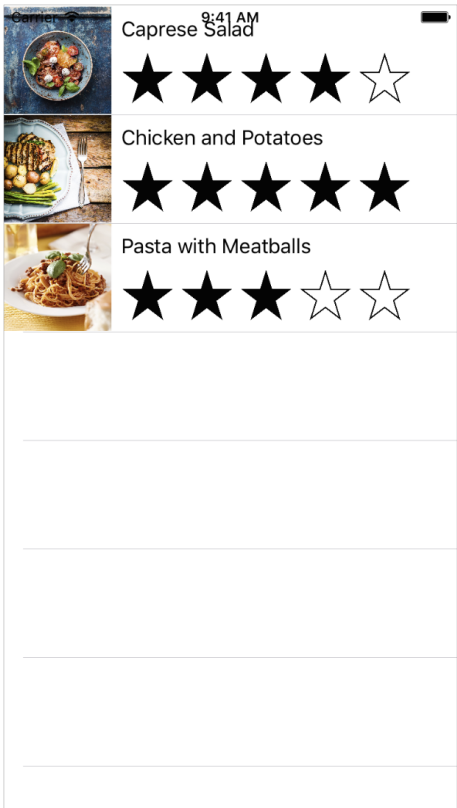 Carrier 9:41 AM
Caprese Salad
Chicken and Potatoes
Pasta with Meatballs